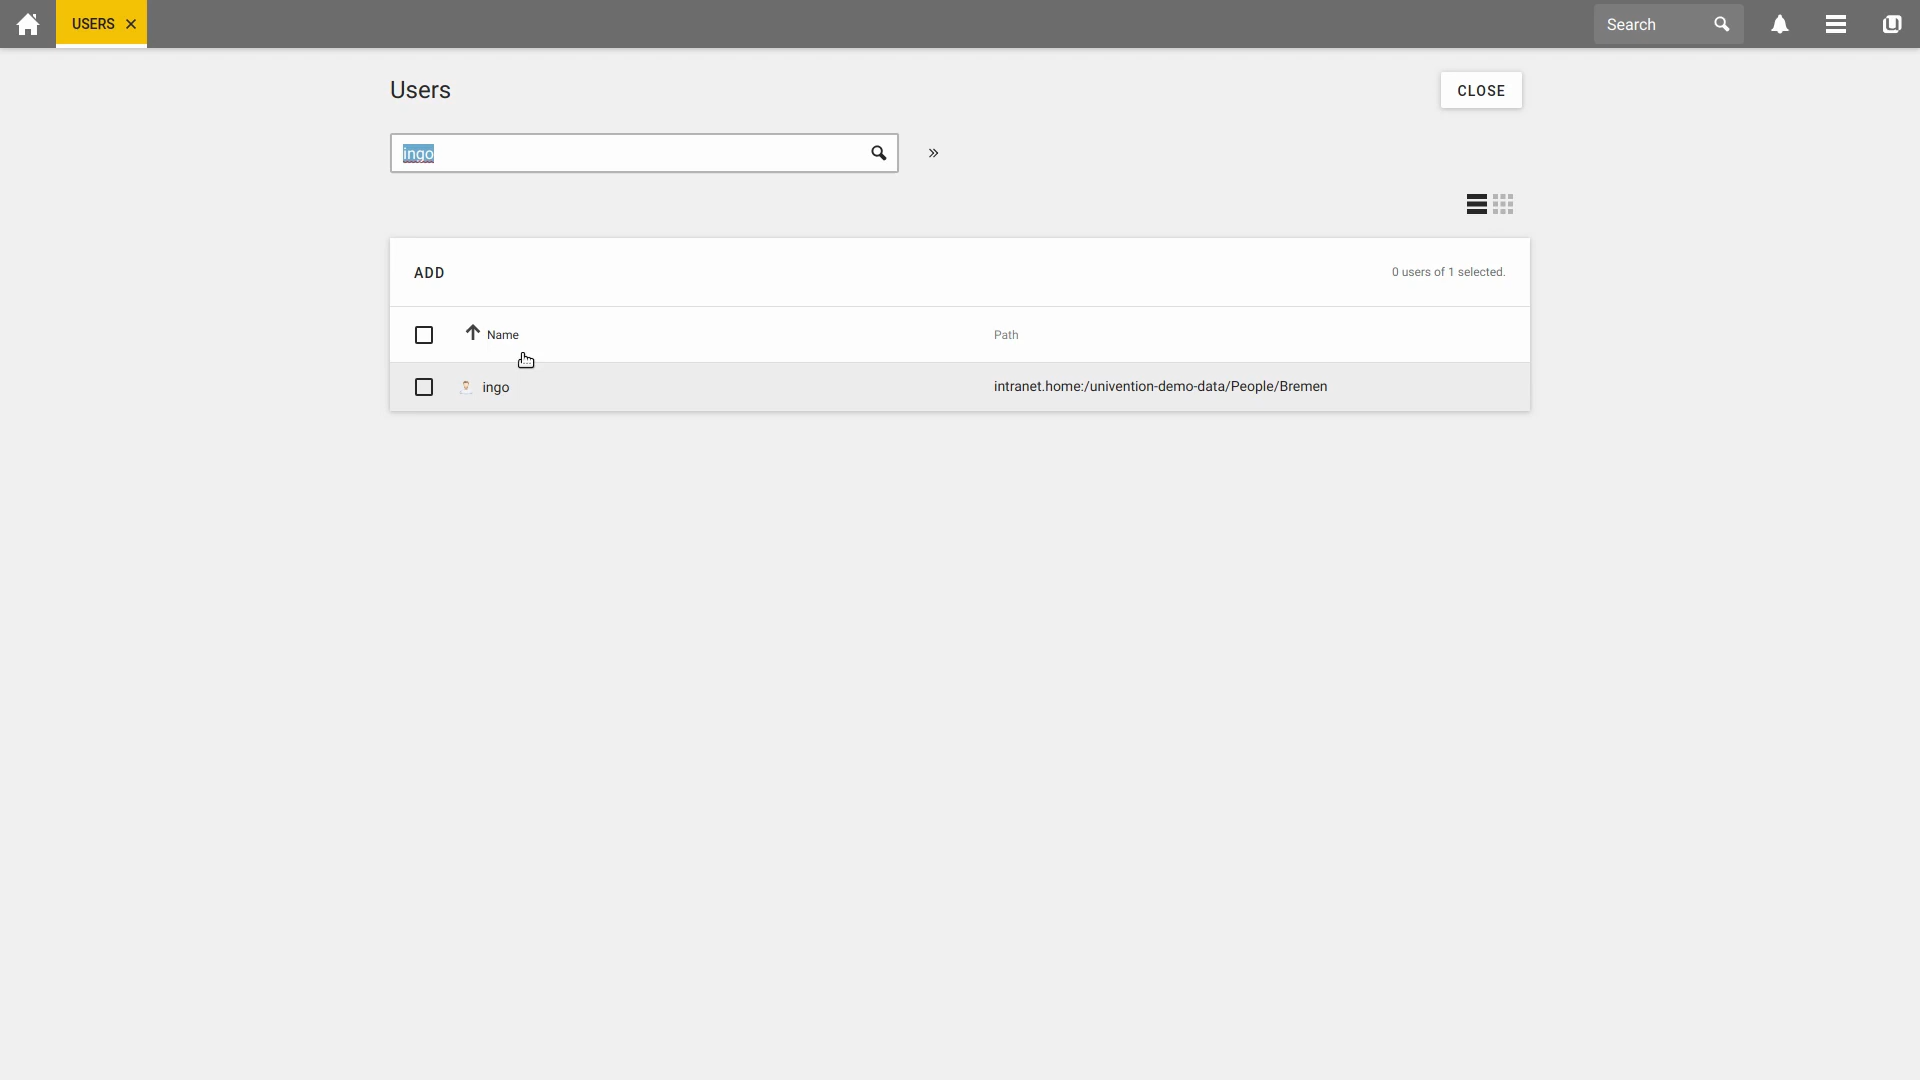 USERS
Search
Users
CLOSE
ingo
ADD
0 users of 1 selected.
Name
Path
ingo
intranet.home:/univention-demo-data/People/Bremen